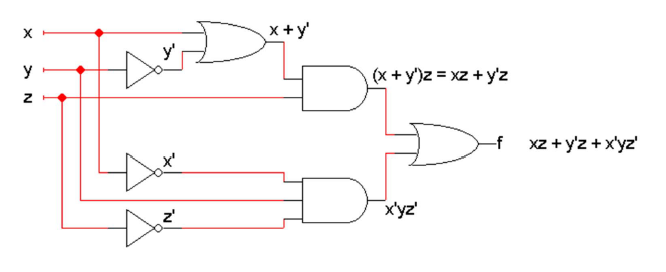 x
x + y'
y'
y
(x + y')z = xz + y'z
z
f
xz + y'z + x'yz'
x'
x'yz'
z'